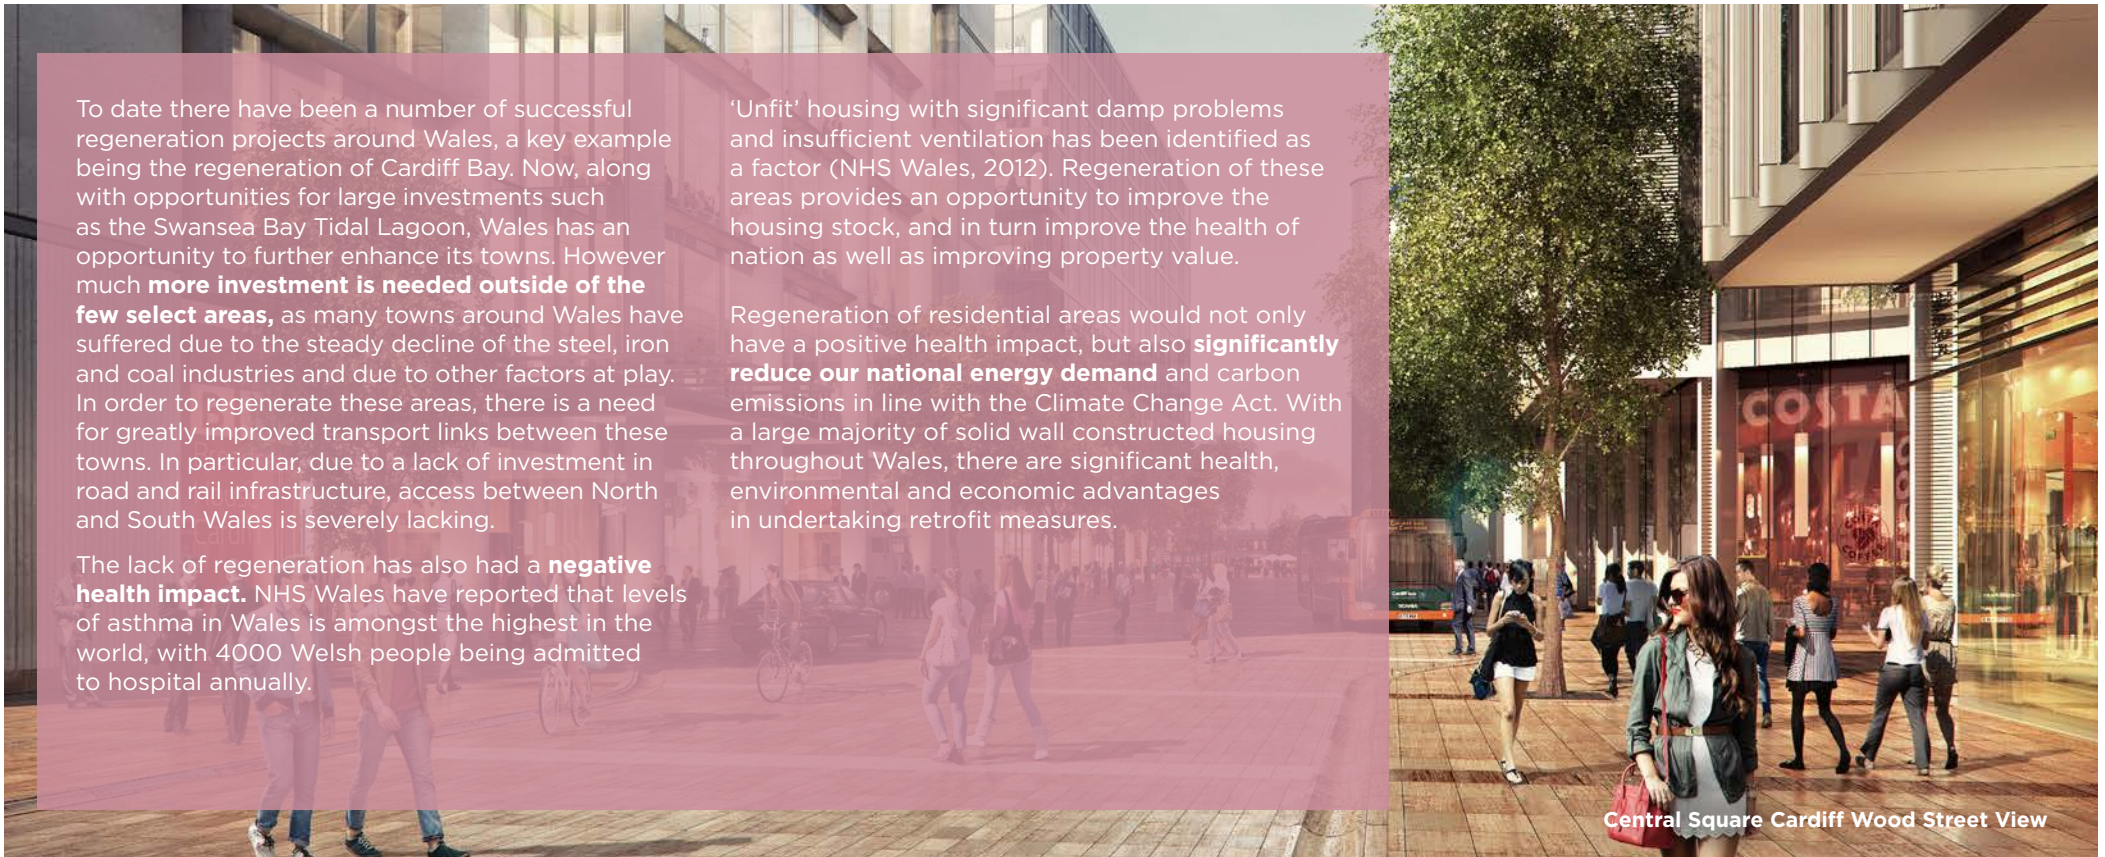 To date there have been a number of successful
regeneration projects around Wales, a key example
being the regeneration of Cardiff Bay. Now, along
with opportunities for large investments such
as the Swansea Bay Tidal Lagoon, Wales has an
opportunity to further enhance its towns. However
much more investment is needed outside of the
few select areas, as many towns around Wales have
suffered due to the steady decline of the steel, iron
and coal industries and due to other factors at play.
In order to regenerate these areas, there is a need
for greatly improved transport links between these
towns. In particular, due to a lack of investment in
road and rail infrastructure, access between North
and South Wales is severely lacking.
The lack of regeneration has also had a negative
health impact. NHS Wales have reported that levels
of asthma in Wales is amongst the highest in the
world, with 4000 Welsh people being admitted
to hospital annually.
‘Unfit’ housing with significant damp problems
and insufficient ventilation has been identified as
a factor (NHS Wales, 2012). Regeneration of these
areas provides an opportunity to improve the
housing stock, and in turn improve the health of
nation as well as improving property value.
Regeneration of residential areas would not only
have a positive health impact, but also significantly
reduce our national energy demand and carbon
emissions in line with the Climate Change Act. With
a large majority of solid wall constructed housing
throughout Wales, there are significant health,
environmental and economic advantages
in undertaking retrofit measures.
COSTA
COSTA
COFFEE
Central Square Cardiff Wood Street View